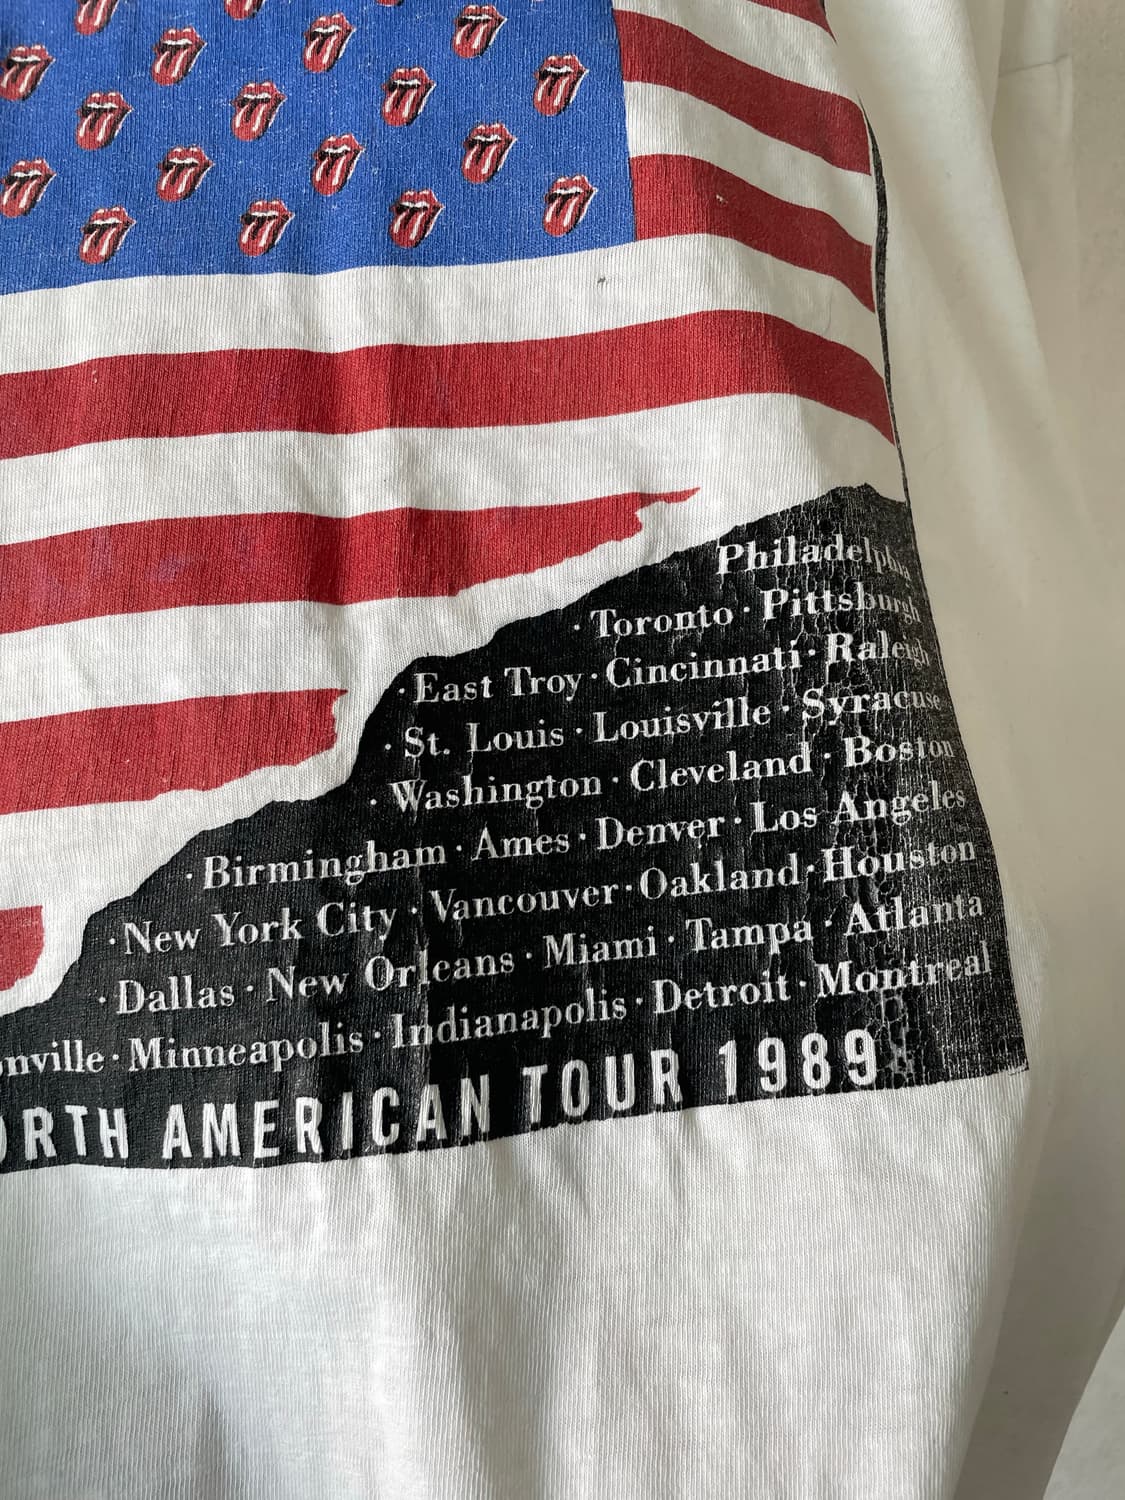 Philadelphia
· Toronto · Pittsburgh
· East Troy · Cincinnati · Raleigh
· St. Louis · Louisville · Syracuse
· Washington · Cleveland · Boston
· Birmingham · Ames · Denver · Los Angeles
· New York City · Vancouver · Oakland · Houston
· Dallas · New Orleans · Miami · Tampa · Atlanta
onville · Minneapolis · Indianapolis · Detroit · Montreal
ORTH AMERICAN TOUR 1989